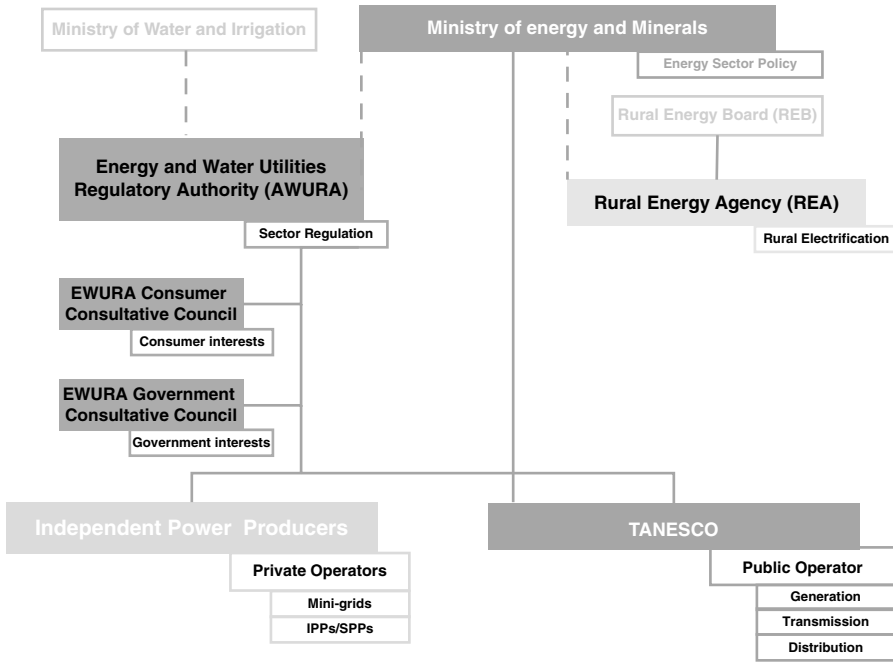 Ministry of Water and Irrigation
Ministry of energy and Minerals
Energy Sector Policy
Rural Energy Board (REB)
Energy and Water Utilities
Regulatory Authority (AWURA)
Sector Regulation
Rural Energy Agency (REA)
Rural Electrification
EWURA Consumer
Consultative Council
Consumer interests
EWURA Government
Consultative Council
Government interests
Independent Power Producers
Private Operators
Mini-grids
IPPs/SPPs
TANESCO
Public Operator
Generation
Transmission
Distribution